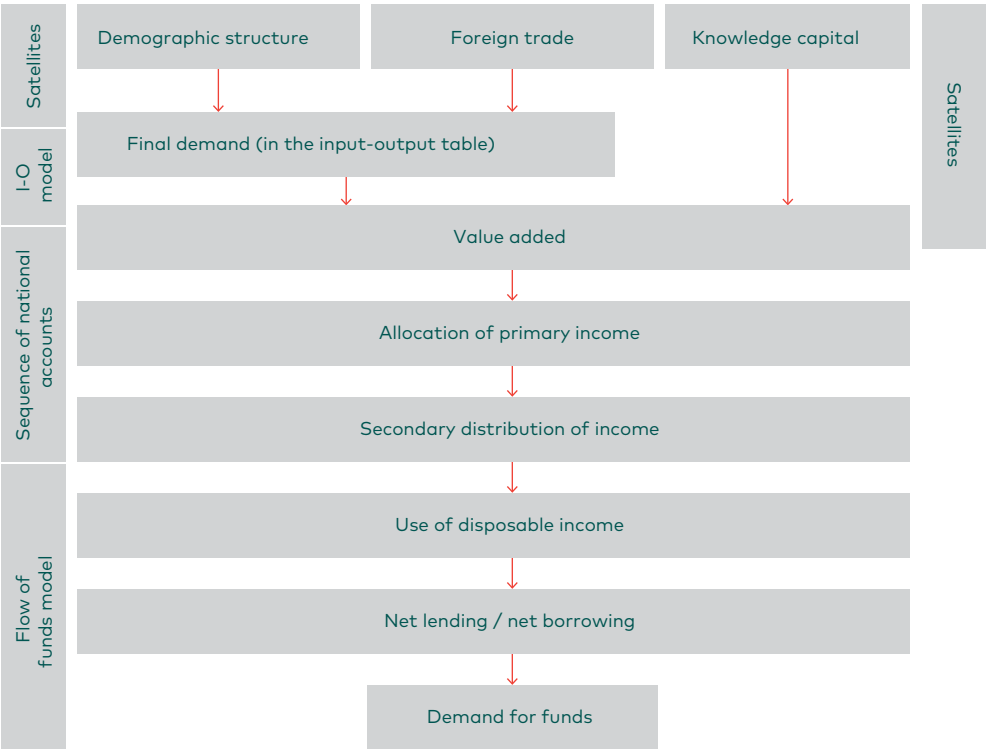 Satellites
Demographic structure
Foreign trade
Knowledge capital
Satellites
I-O
model
Final demand (in the input-output table)
Sequence of national
accounts
Value added
Allocation of primary income
Secondary distribution of income
Flow of
funds model
Use of disposable income
Net lending / net borrowing
Demand for funds